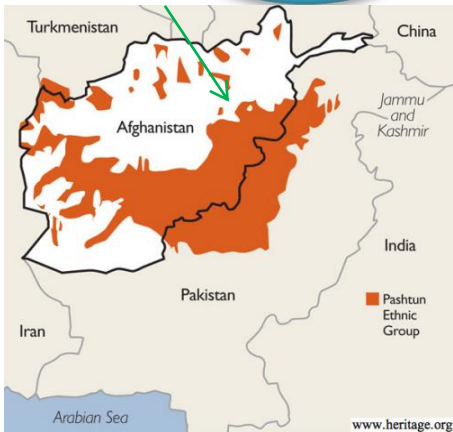 Turkmenistan
China
Jammu
and
Kashmir
Afghanistan
India
Pakistan
Pashtun
Ethnic
Group
Iran
Arabian Sea
www.heritage.org